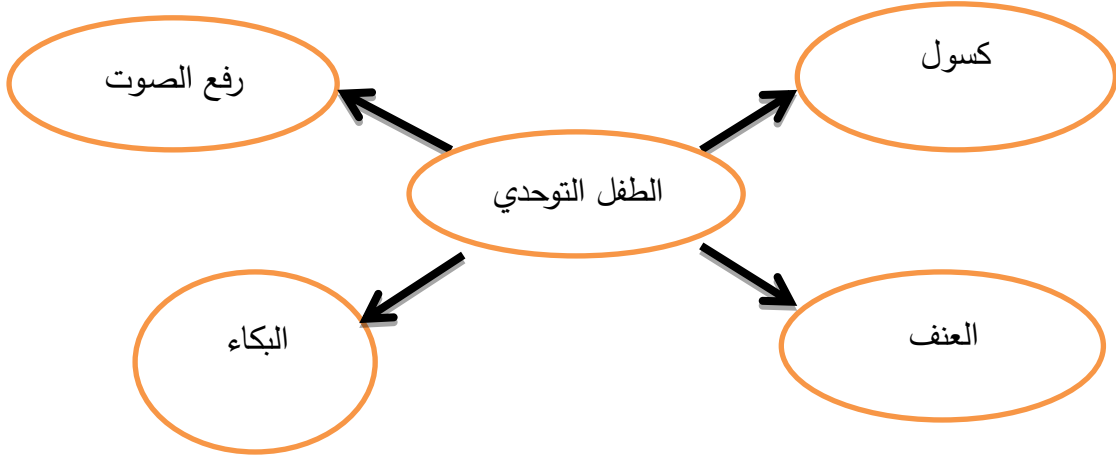 كسول
رفع الصوت
الطفل التوحدي
العنف
البكاء